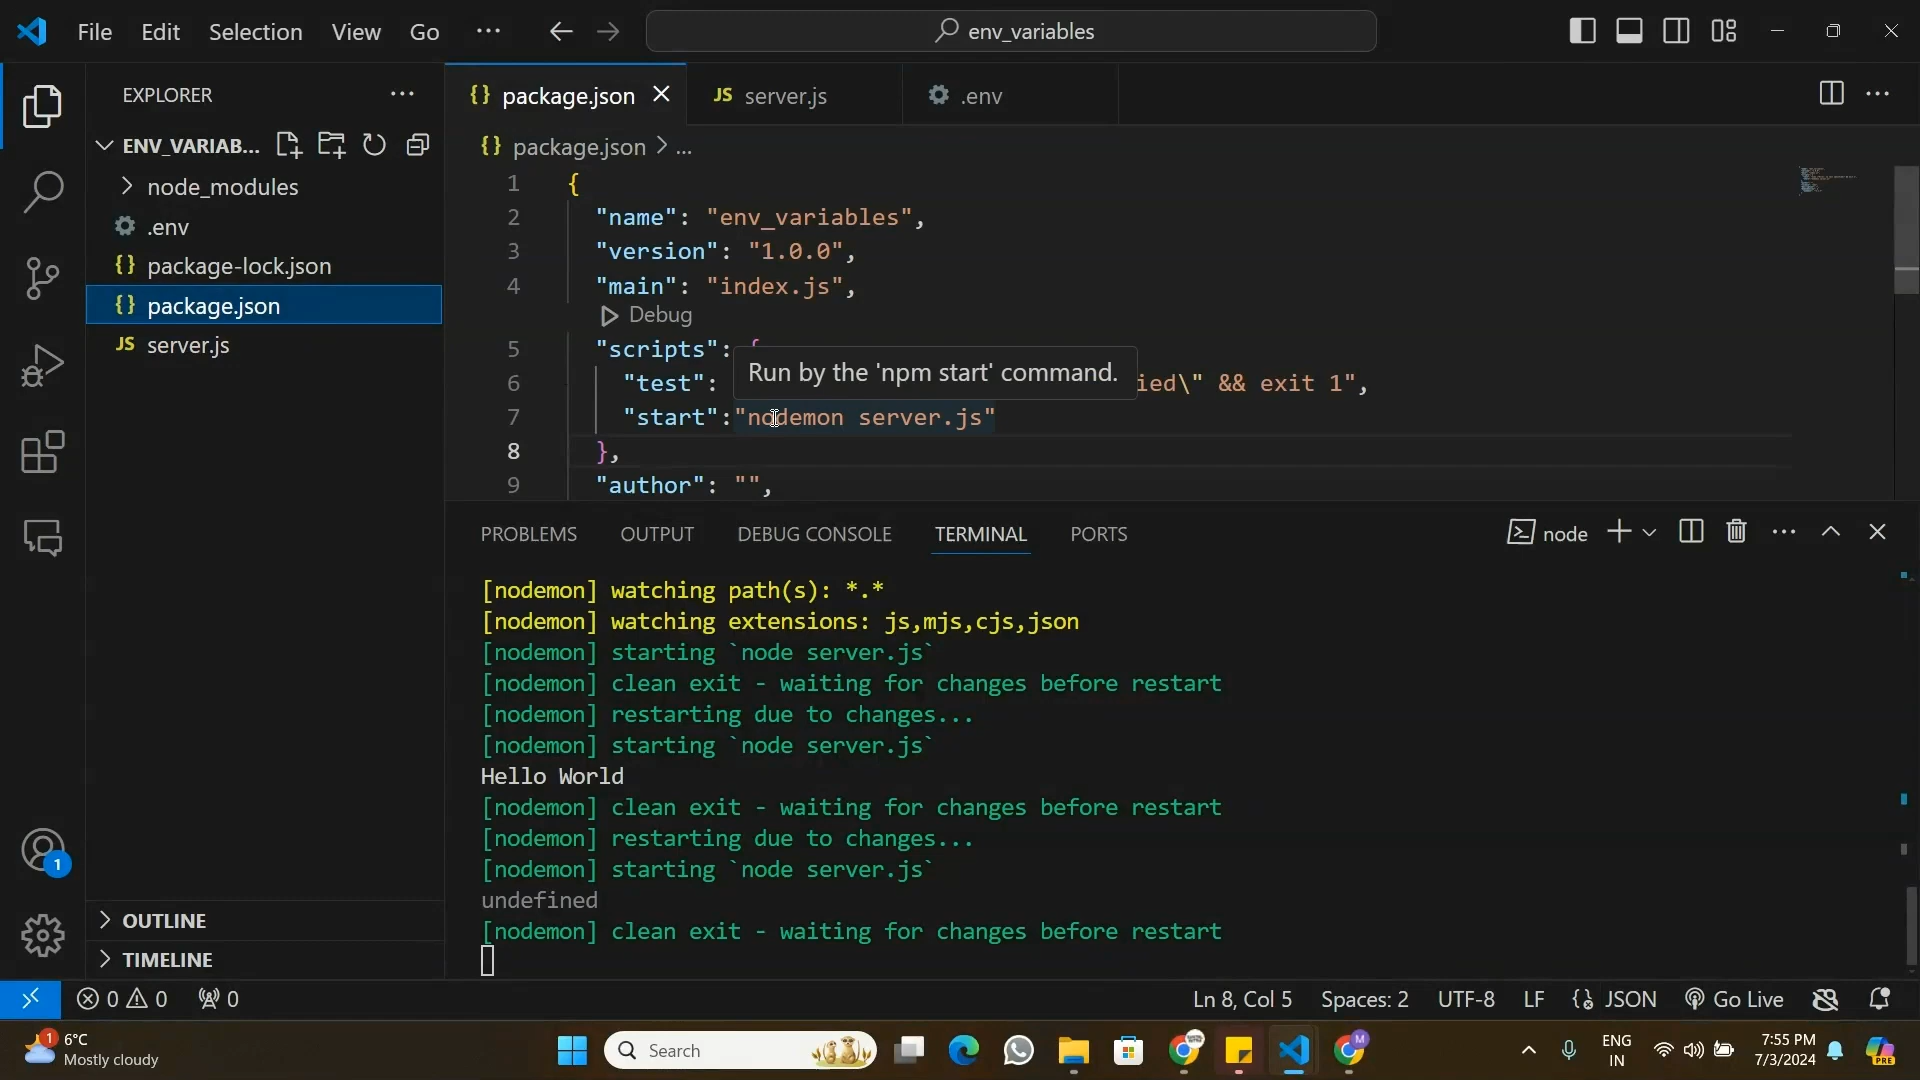 File Edit Selection View Go ···
env_variables
EXPLORER
ENV_VARIAB...
node_modules
.env
package-lock.json
package.json
JS server.js
1
OUTLINE
TIMELINE
{} package.json
JS server.js
.env
{} package.json > ...
1 {
2 "name": "env_variables",
3 "version": "1.0.0",
4 "main": "index.js",
Debug
5 "scripts": {
Run by the 'npm start' command.
6 "test": ied\" && exit 1",
7 "start":"nodemon server.js"
8 },
9 "author": "",
PROBLEMS OUTPUT DEBUG CONSOLE TERMINAL PORTS
node
[nodemon] watching path(s): *.*
[nodemon] watching extensions: js,mjs,cjs,json
[nodemon] starting `node server.js`
[nodemon] clean exit - waiting for changes before restart
[nodemon] restarting due to changes...
[nodemon] starting `node server.js`
Hello World
[nodemon] clean exit - waiting for changes before restart
[nodemon] restarting due to changes...
[nodemon] starting `node server.js`
undefined
[nodemon] clean exit - waiting for changes before restart
0 0 0
Ln 8, Col 5 Spaces: 2 UTF-8 LF {} JSON Go Live
1
6°C
Mostly cloudy
Search
M
ENG
IN
7:55 PM
7/3/2024
PRE